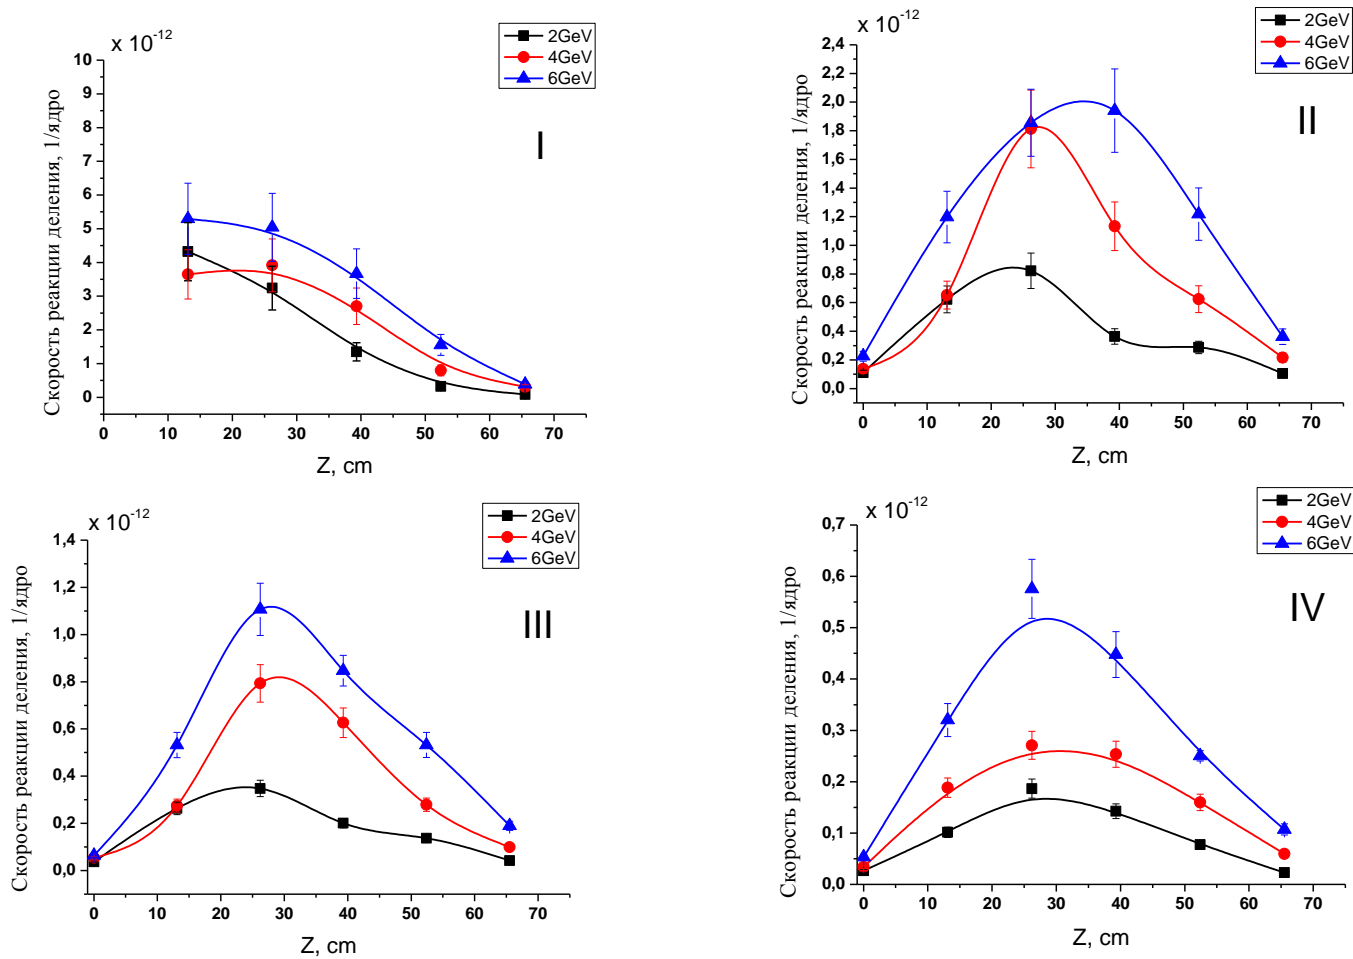 x 10-12
2GeV
4GeV
6GeV
I
Скорость реакции деления, 1/ядро
10
9
8
7
6
5
4
3
2
1
0
0 10 20 30 40 50 60 70
Z, cm
x 10-12
2GeV
4GeV
6GeV
II
Скорость реакции деления, 1/ядро
2,4
2,2
2,0
1,8
1,6
1,4
1,2
1,0
0,8
0,6
0,4
0,2
0,0
0 10 20 30 40 50 60 70
Z, cm
x 10-12
2GeV
4GeV
6GeV
III
Скорость реакции деления, 1/ядро
1,4
1,2
1,0
0,8
0,6
0,4
0,2
0,0
0 10 20 30 40 50 60 70
Z, cm
x 10-12
2GeV
4GeV
6GeV
IV
Скорость реакции деления, 1/ядро
0,7
0,6
0,5
0,4
0,3
0,2
0,1
0,0
0 10 20 30 40 50 60 70
Z, cm